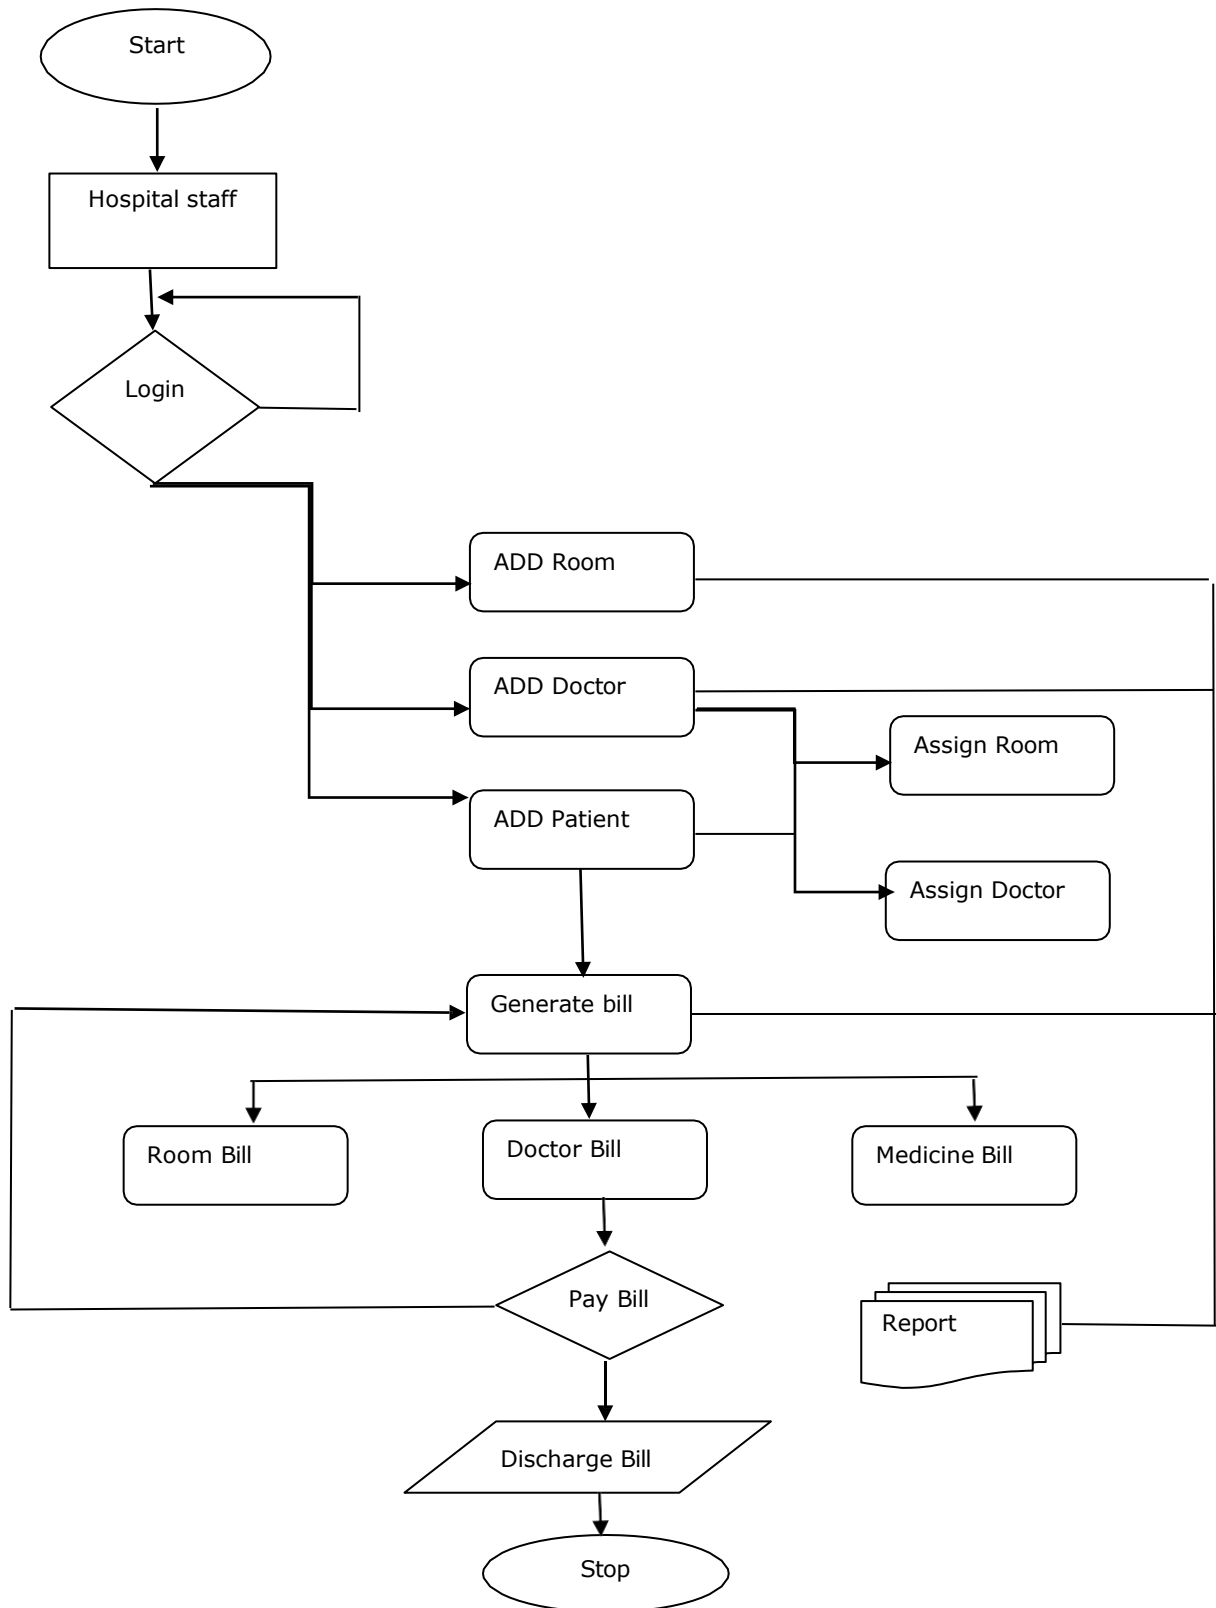 Start
Hospital staff
Login
ADD Room
ADD Doctor
Assign Room
ADD Patient
Assign Doctor
Generate bill
Room Bill
Doctor Bill
Medicine Bill
Pay Bill
Report
Discharge Bill
Stop